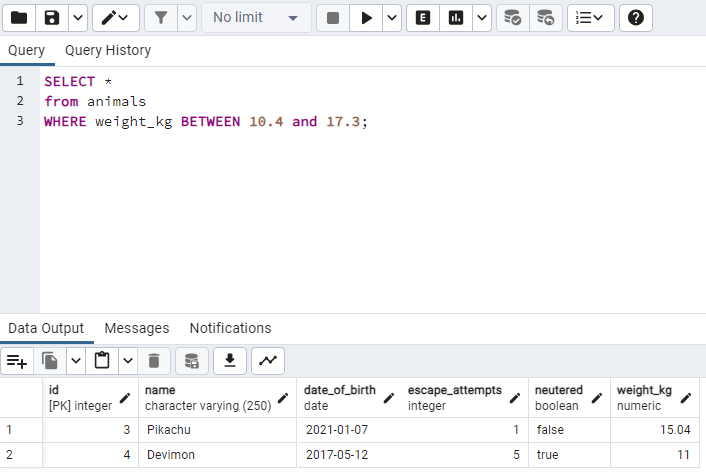 No limit
E
Query Query History
1 SELECT *
2 from animals
3 WHERE weight_kg BETWEEN 10.4 and 17.3;
Data Output Messages Notifications
id name date_of_birth escape_attempts neutered weight_kg
[PK] integer character varying (250) date integer boolean numeric
1 3 Pikachu 2021-01-07 1 false 15.04
2 4 Devimon 2017-05-12 5 true 11